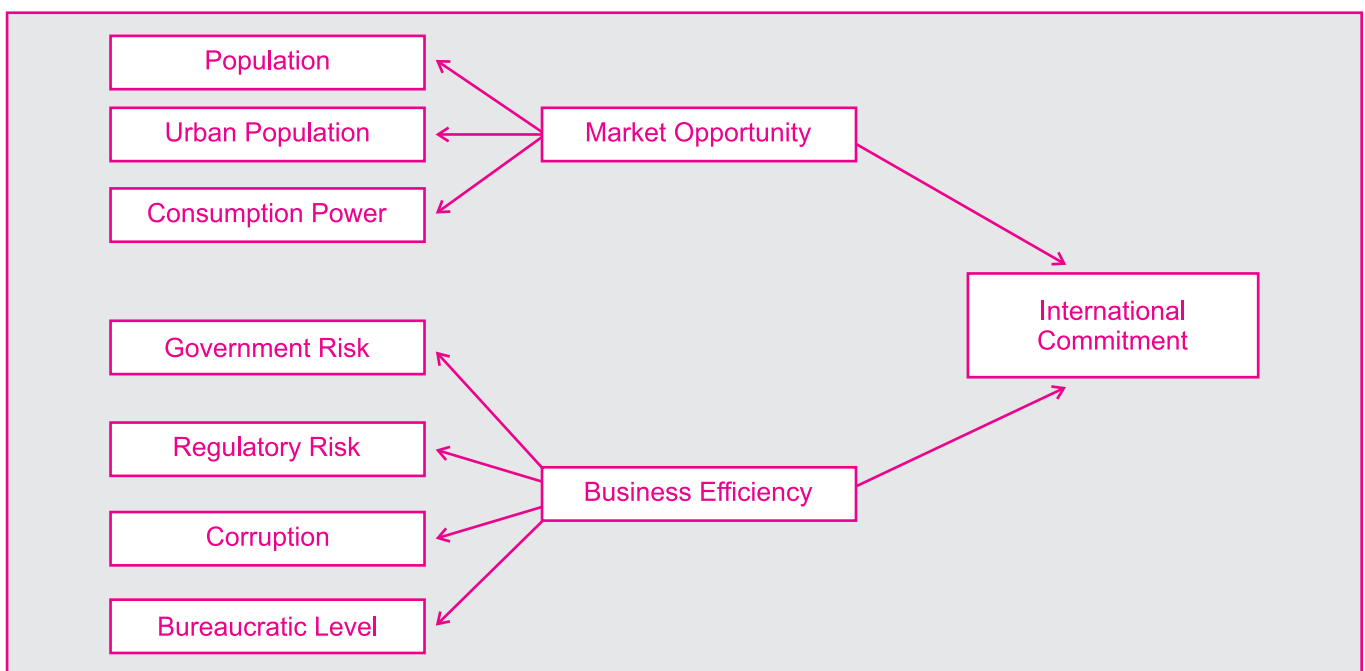 Population
Urban Population
Market Opportunity
Consumption Power
International
Commitment
Government Risk
Regulatory Risk
Business Efficiency
Corruption
Bureaucratic Level